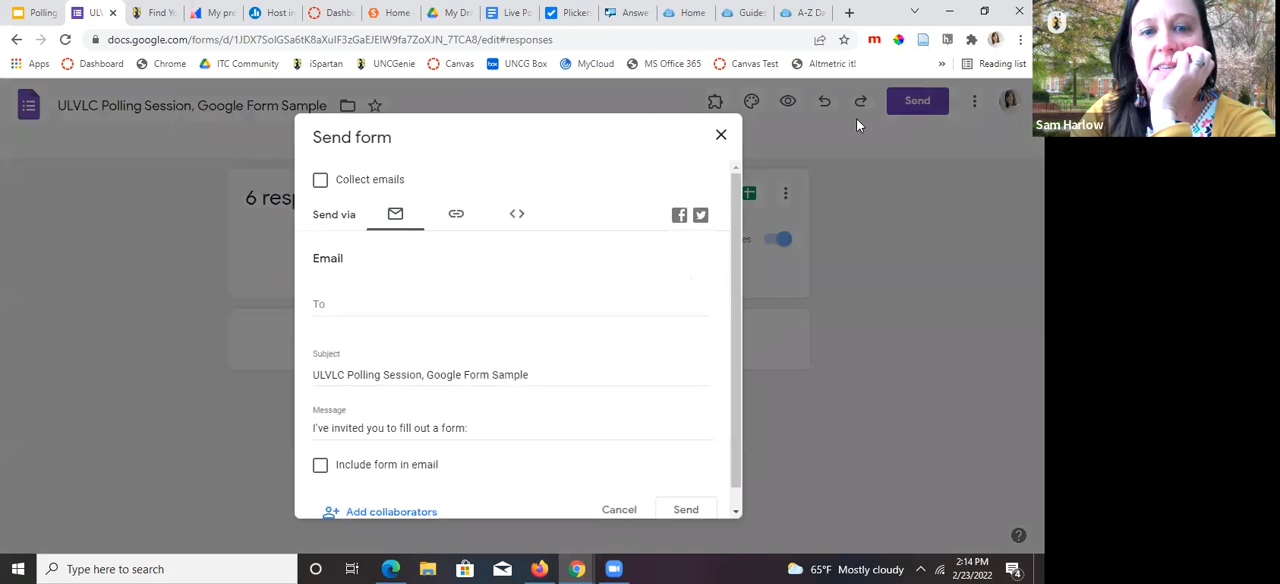 Polling
ULV
Find Yo
My pre
Host in
Dashb
Home
My Dri
Live Po
Plicker
Answe
Home
Guides
A-Z Da
docs.google.com/forms/d/1JDX7SolGSa6tK8aXuIF3zGaEJEIW9fa7ZoXJN_7TCA8/edit#responses
Apps
Dashboard
Chrome
ITC Community
iSpartan
UNCGenie
Canvas
UNCG Box
MyCloud
MS Office 365
Canvas Test
Altmetric it!
»
Reading list
ULVLC Polling Session, Google Form Sample
Send
Sam Harlow
Send form
Collect emails
6 resp
Send via
es
Email
To
Subject
ULVLC Polling Session, Google Form Sample
Message
I've invited you to fill out a form:
Include form in email
Add collaborators
Cancel
Send
Type here to search
65°F Mostly cloudy
2:14 PM
2/23/2022
4